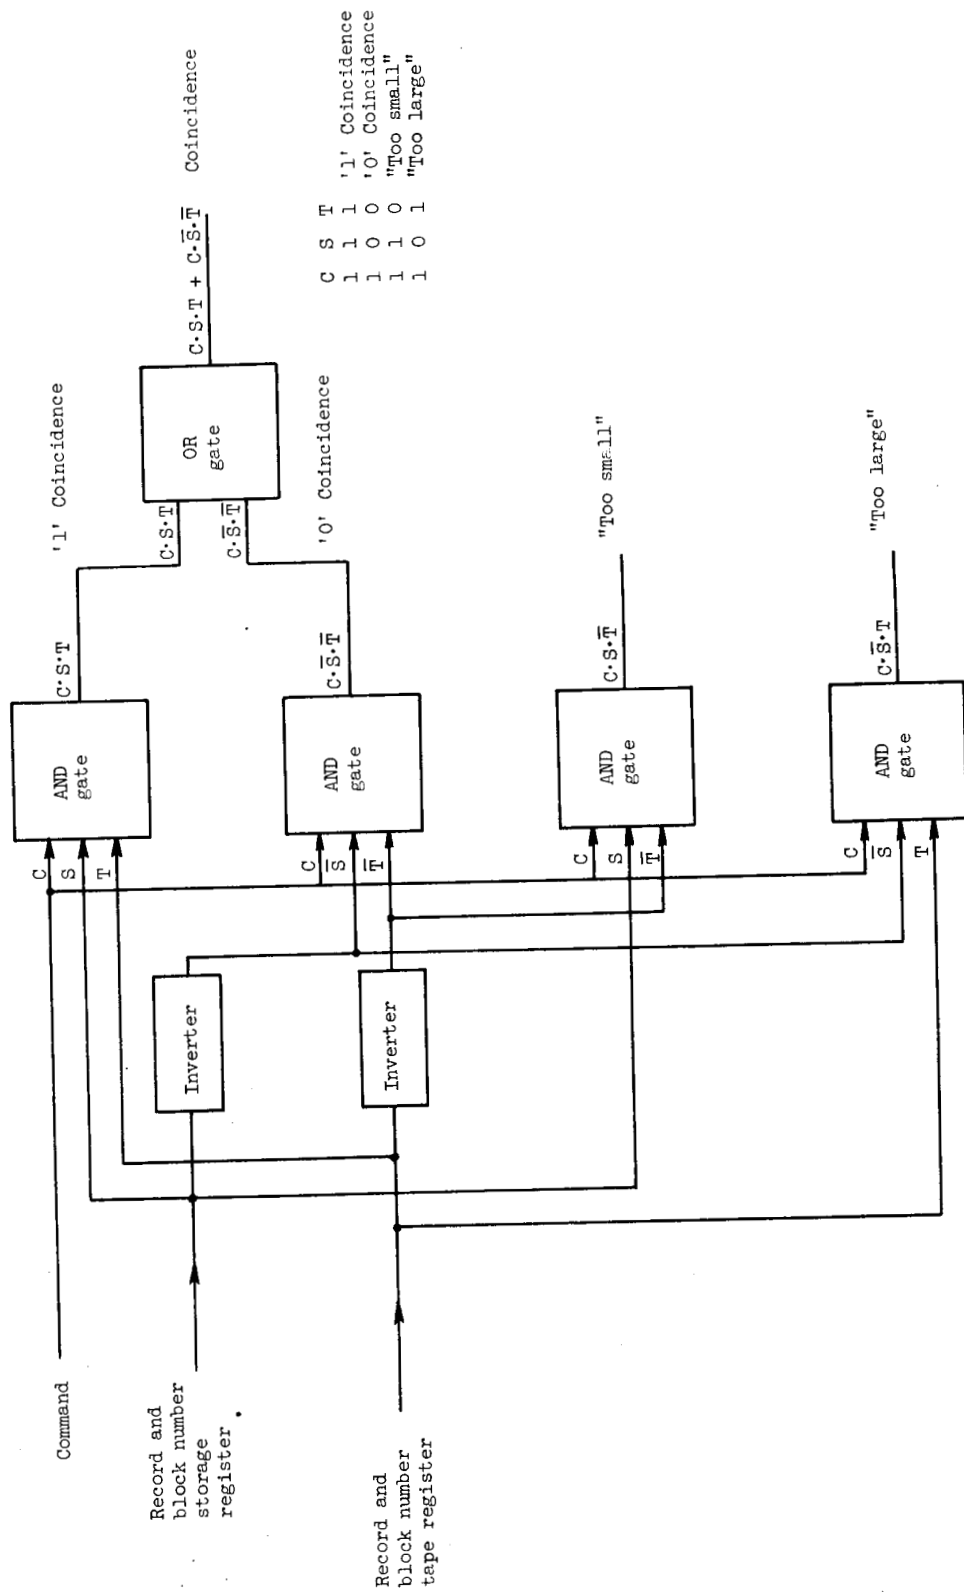 Command
Record and
block number
storage
register
Record and
block number
tape register
Inverter
Inverter
C
S
T
AND
gate
C·S·T
'1' Coincidence
C
S̅
T̅
AND
gate
C·S̅·T̅
'0' Coincidence
C·S·T
C·S̅·T̅
OR
gate
C·S·T + C·S̅·T̅
Coincidence
C
S
T̅
AND
gate
C·S·T̅
"Too small"
C
S̅
T
AND
gate
C·S̅·T
"Too large"
C S T
1 1 1 '1' Coincidence
1 0 0 '0' Coincidence
1 1 0 "Too small"
1 0 1 "Too large"